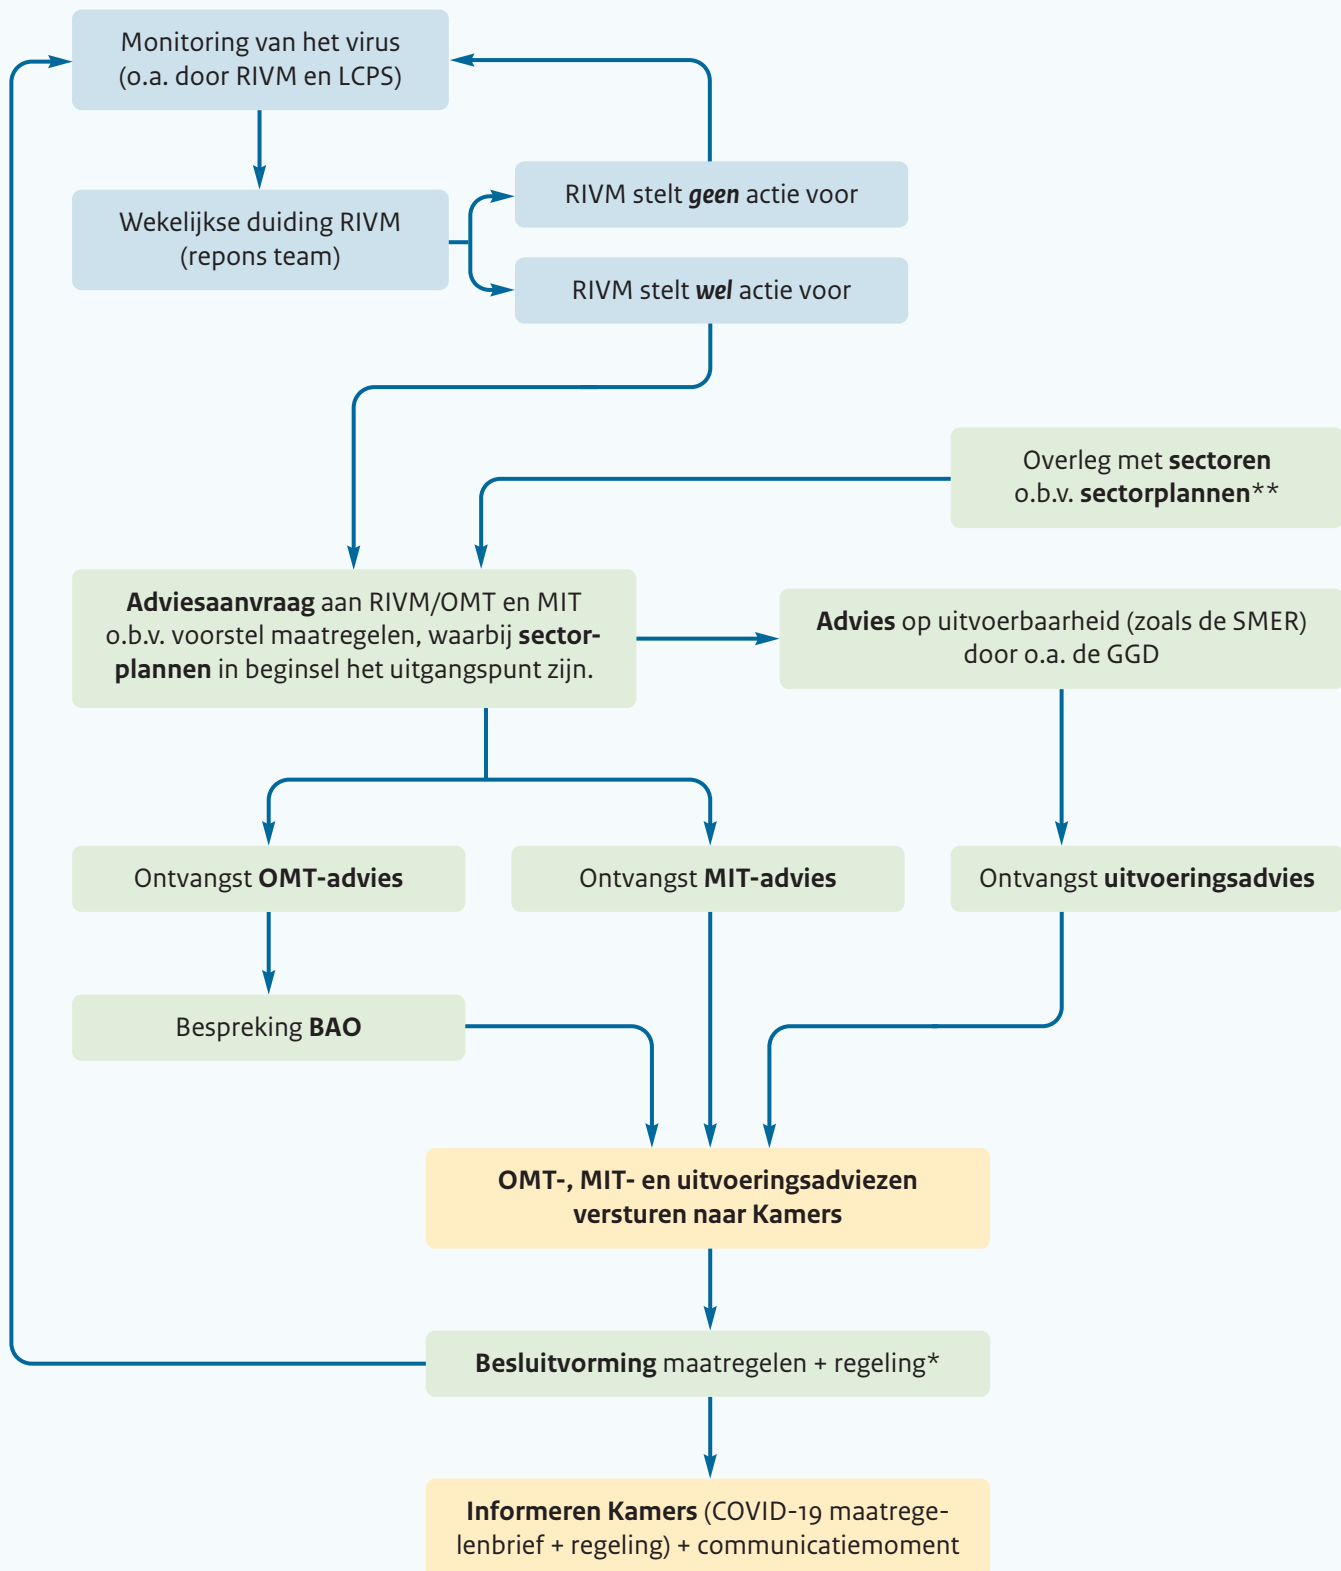 Monitoring van het virus
(o.a. door RIVM en LCPS)
Wekelijkse duiding RIVM
(repons team)
RIVM stelt geen actie voor
RIVM stelt wel actie voor
Overleg met sectoren
o.b.v. sectorplannen**
Adviesaanvraag aan RIVM/OMT en MIT
o.b.v. voorstel maatregelen, waarbij sector-
plannen in beginsel het uitgangspunt zijn.
Advies op uitvoerbaarheid (zoals de SMER)
door o.a. de GGD
Ontvangst OMT-advies
Ontvangst MIT-advies
Ontvangst uitvoeringsadvies
Bespreking BAO
OMT-, MIT- en uitvoeringsadviezen
versturen naar Kamers
Besluitvorming maatregelen + regeling*
Informeren Kamers (COVID-19 maatrege-
lenbrief + regeling) + communicatiemoment